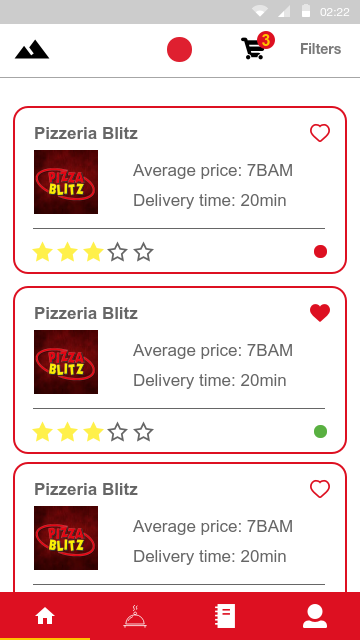 02:22
3
Filters
Pizzeria Blitz
PIZZA
BLITZ
Average price: 7BAM
Delivery time: 20min
Pizzeria Blitz
PIZZA
BLITZ
Average price: 7BAM
Delivery time: 20min
Pizzeria Blitz
PIZZA
BLITZ
Average price: 7BAM
Delivery time: 20min